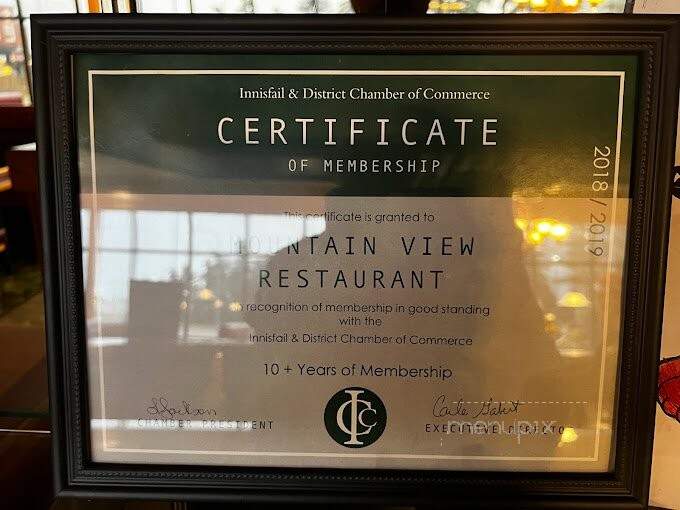 Innisfail & District Chamber of Commerce
CERTIFICATE
OF MEMBERSHIP
2018 / 2019
This certificate is granted to
MOUNTAIN VIEW
RESTAURANT
recognition of membership in good standing
with the
Innisfail & District Chamber of Commerce
10 + Years of Membership
CHAMBER PRESIDENT
ICC
EXECUTIVE DIRECTOR
menupix